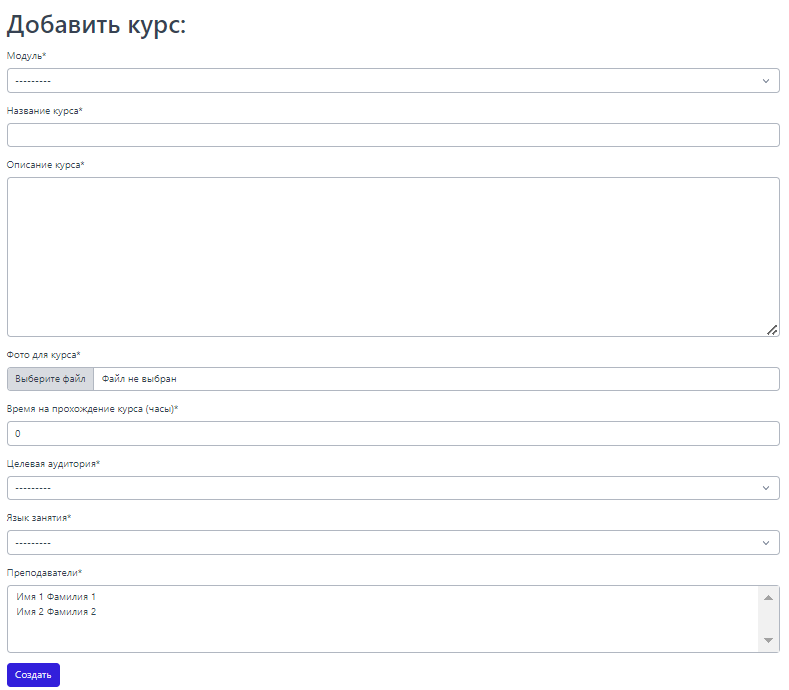 Добавить курс:
Модуль*
---------
Название курса*
Описание курса*
Фото для курса*
Выберите файл Файл не выбран
Время на прохождение курса (часы)*
0
Целевая аудитория*
---------
Язык занятия*
---------
Преподаватели*
Имя 1 Фамилия 1
Имя 2 Фамилия 2
Создать